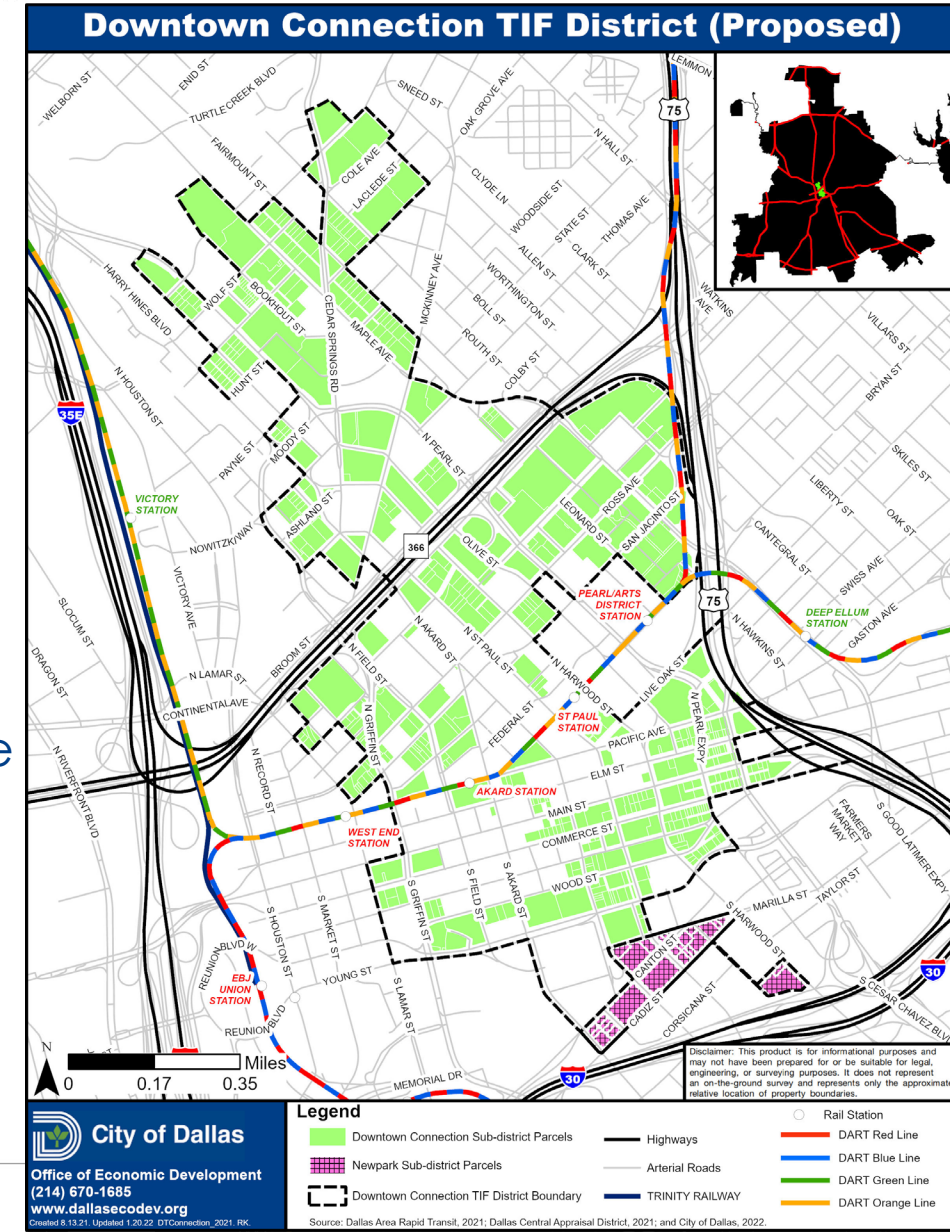 Downtown Connection TIF District (Proposed)
WELBORN ST
ENID ST
TURTLE CREEK BLVD
SNEED ST
OAK GROVE AVE
LEMMON
75
FAIRMOUNT ST
COLE AVE
LACLEDE ST
N HALL ST
CLYDE LN
WOODSIDE ST
STATE ST
THOMAS AVE
CLARK ST
ALLEN ST
WORTHINGTON ST
BOLL ST
ROUTH ST
COLBY ST
MCKINNEY AVE
WATKINS AVE
HARRY HINES BLVD
WOLF ST
BOOKHOUT ST
CEDAR SPRINGS RD
MAPLE AVE
HUNT ST
VILLARS ST
BRYAN ST
N HOUSTON ST
35E
PAYNE ST
MOODY ST
N PEARL ST
SKILES ST
LIBERTY ST
OAK ST
VICTORY
STATION
ASHLAND ST
LEONARD ST
ROSS AVE
SAN JACINTO ST
CANTEGRAL ST
SWISS AVE
NOWITZKI WAY
366
OLIVE ST
VICTORY AVE
PEARL/ARTS
DISTRICT
STATION
75
DEEP ELLUM
STATION
GASTON AVE
SLOCUM ST
DRAGON ST
BROOM ST
N AKARD ST
N ST PAUL ST
N HAWKINS ST
N FIELD ST
N HARWOOD ST
LIVE OAK ST
N LAMAR ST
CONTINENTAL AVE
N GRIFFIN ST
FEDERAL ST
ST PAUL
STATION
N PEARL EXPY
PACIFIC AVE
e
N RIVERFRONT BLVD
N RECORD ST
ELM ST
AKARD STATION
MAIN ST
COMMERCE ST
WEST END
STATION
FARMERS
MARKET
WAY
S GOOD LATIMER EXPY
WOOD ST
S GRIFFIN ST
S FIELD ST
S AKARD ST
TAYLOR ST
MARILLA ST
S HARWOOD ST
S HOUSTON ST
S MARKET ST
REUNION BLVD W
CANTON ST
EBJ
UNION
STATION
YOUNG ST
S LAMAR ST
CADIZ ST
CORSICANA ST
30
S CESAR CHAVEZ BLVD
REUNION BLVD
N
Miles
0 0.17 0.35
MEMORIAL DR
30
Disclaimer: This product is for informational purposes and
may not have been prepared for or be suitable for legal,
engineering, or surveying purposes. It does not represent
an on-the-ground survey and represents only the approximate
relative location of property boundaries.
City of Dallas
Office of Economic Development
(214) 670-1685
www.dallasecodev.org
Created 8.13.21. Updated 1.20.22 DTConnection_2021. RK.
Legend
Downtown Connection Sub-district Parcels
Newpark Sub-district Parcels
Downtown Connection TIF District Boundary
Highways
Arterial Roads
TRINITY RAILWAY
Rail Station
DART Red Line
DART Blue Line
DART Green Line
DART Orange Line
Source: Dallas Area Rapid Transit, 2021; Dallas Central Appraisal District, 2021; and City of Dallas, 2022.